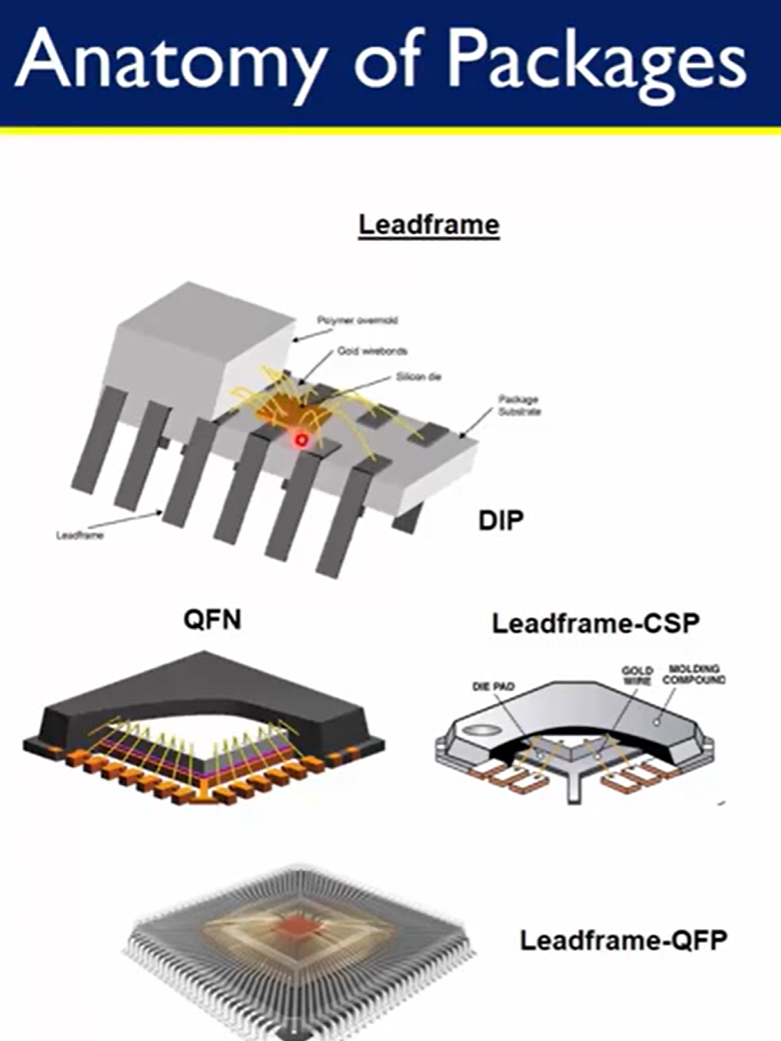 Anatomy of Packages
Leadframe
Polymer overmold
Gold wirebonds
Silicon die
Package
Substrate
Leadframe
DIP
QFN
Leadframe-CSP
DIE PAD
GOLD
WIRE
MOLDING
COMPOUND
Leadframe-QFP